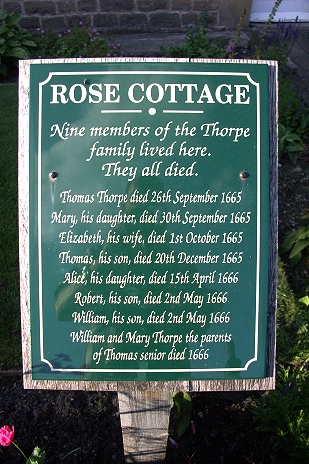 ROSE COTTAGE
Nine members of the Thorpe
family lived here.
They all died.
Thomas Thorpe died 26th September 1665
Mary, his daughter, died 30th September 1665
Elizabeth, his wife, died 1st October 1665
Thomas, his son, died 20th December 1665
Alice, his daughter, died 15th April 1666
Robert, his son, died 2nd May 1666
William, his son, died 2nd May 1666
William and Mary Thorpe the parents
of Thomas senior died 1666